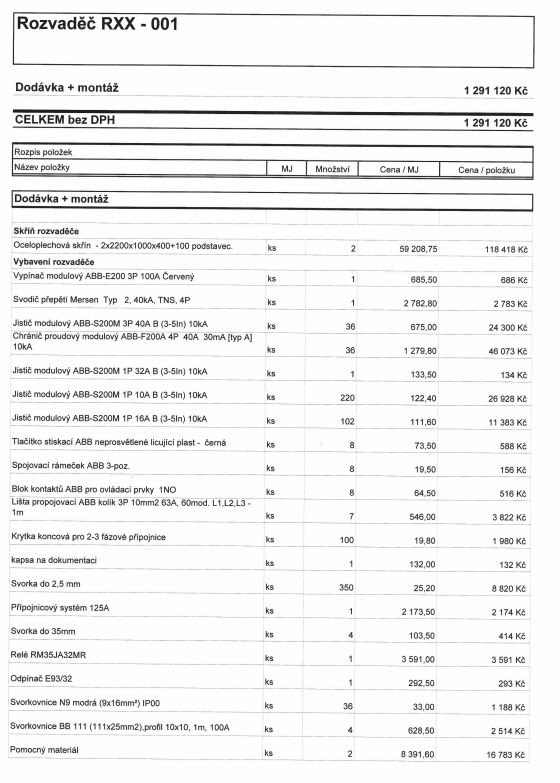 Rozvaděč RXX - 001
Dodávka + montáž 1 291 120 Kč
CELKEM bez DPH 1 291 120 Kč
Rozpis položek
Název položky MJ Množství Cena / MJ Cena / položku
Dodávka + montáž
Skříň rozvaděče
Oceloplechová skřín - 2x2200x1000x400+100 podstavec. ks 2 59 208,75 118 418 Kč
Vybavení rozvaděče
Vypínač modulový ABB-E200 3P 100A Červený ks 1 685,50 686 Kč
Svodič přepětí Mersen Typ 2, 40kA, TNS, 4P ks 1 2 782,80 2 783 Kč
Jistič modulový ABB-S200M 3P 40A B (3-5In) 10kA ks 36 675,00 24 300 Kč
Chránič proudový modulový ABB-F200A 4P 40A 30mA [typ A]
10kA ks 36 1 279,80 46 073 Kč
Jistič modulový ABB-S200M 1P 32A B (3-5In) 10kA ks 1 133,50 134 Kč
Jistič modulový ABB-S200M 1P 10A B (3-5In) 10kA ks 220 122,40 26 928 Kč
Jistič modulový ABB-S200M 1P 16A B (3-5In) 10kA ks 102 111,60 11 383 Kč
Tlačítko stiskací ABB neprosvětlené licující plast - černá ks 8 73,50 588 Kč
Spojovací rámeček ABB 3-poz. ks 8 19,50 156 Kč
Blok kontaktů ABB pro ovládací prvky 1NO ks 8 64,50 516 Kč
Lišta propojovací ABB kolík 3P 10mm2 63A, 60mod. L1,L2,L3 -
1m ks 7 546,00 3 822 Kč
Krytka koncová pro 2-3 fázové přípojnice ks 100 19,80 1 980 Kč
kapsa na dokumentaci ks 1 132,00 132 Kč
Svorka do 2,5 mm ks 350 25,20 8 820 Kč
Přípojnicový systém 125A ks 1 2 173,50 2 174 Kč
Svorka do 35mm ks 4 103,50 414 Kč
Relé RM35JA32MR ks 1 3 591,00 3 591 Kč
Odpínač E93/32 ks 1 292,50 293 Kč
Svorkovnice N9 modrá (9x16mm²) IP00 ks 36 33,00 1 188 Kč
Svorkovnice BB 111 (111x25mm2),profil 10x10, 1m, 100A ks 4 628,50 2 514 Kč
Pomocný materiál ks 2 8 391,60 16 783 Kč